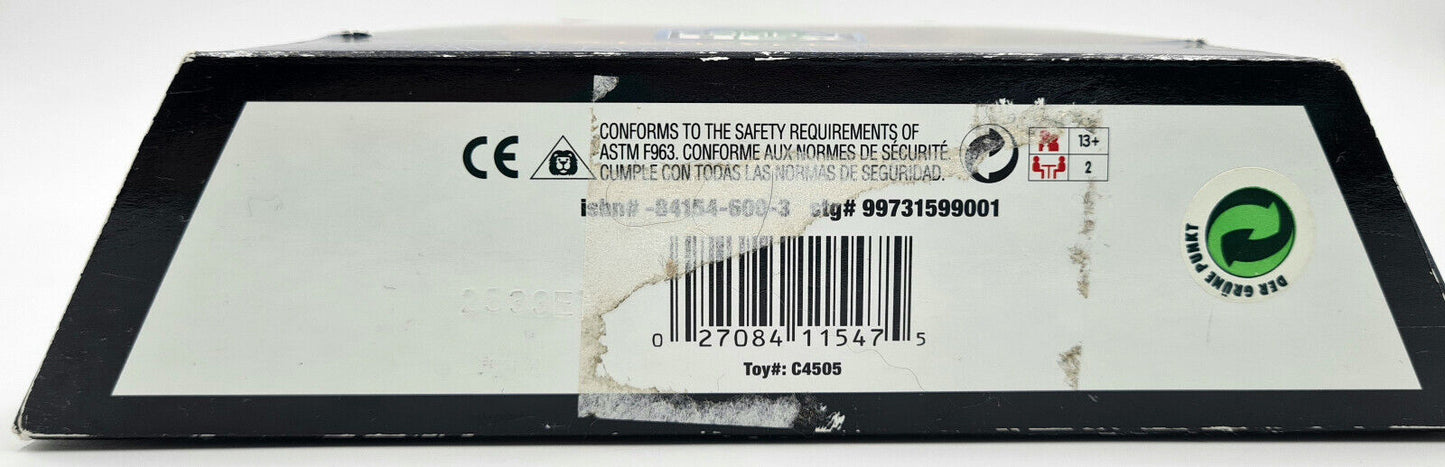 CE
CONFORMS TO THE SAFETY REQUIREMENTS OF
ASTM F963. CONFORME AUX NORMES DE SÉCURITÉ.
CUMPLE CON TODAS LAS NORMAS DE SEGURIDAD.
13+
2
isbn# -84154-600-3 ctg# 99731599001
DER GRÜNE PUNKT
0 27084 11547 5
Toy#: C4505